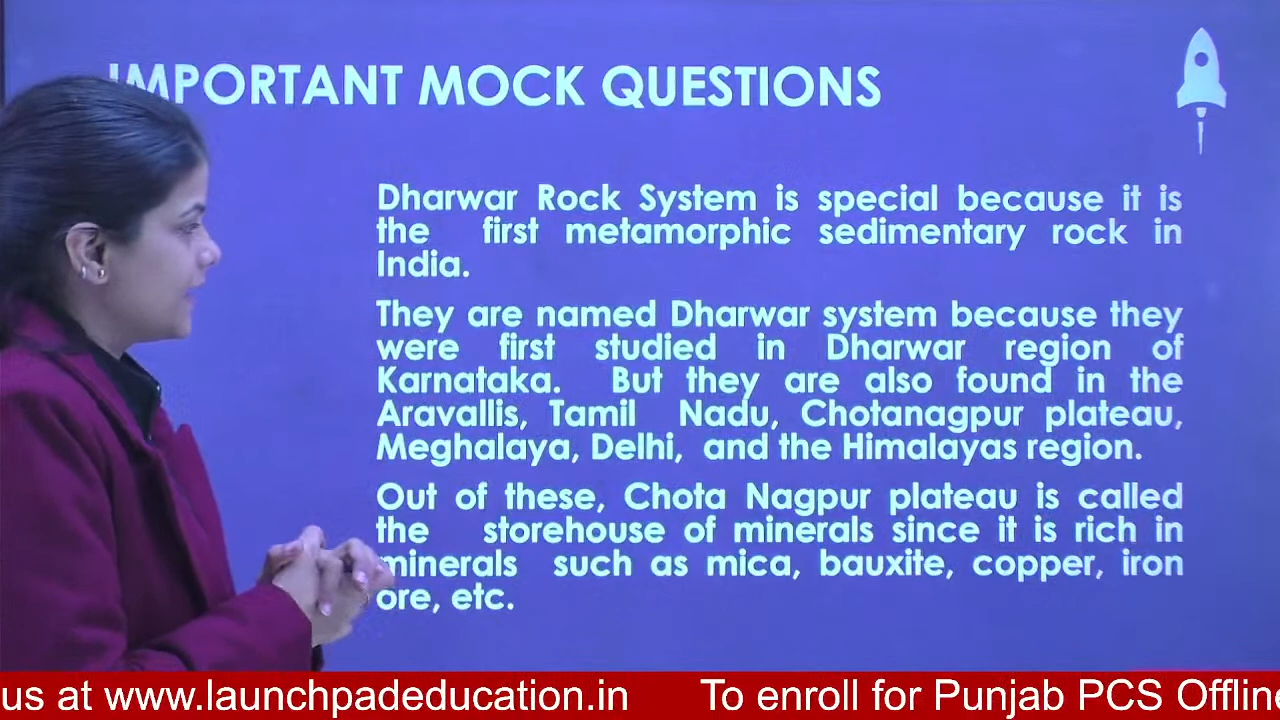 IMPORTANT MOCK QUESTIONS
Dharwar Rock System is special because it is
the first metamorphic sedimentary rock in
India.
They are named Dharwar system because they
were first studied in Dharwar region of
Karnataka. But they are also found in the
Aravallis, Tamil Nadu, Chotanagpur plateau,
Meghalaya, Delhi, and the Himalayas region.
Out of these, Chota Nagpur plateau is called
the storehouse of minerals since it is rich in
minerals such as mica, bauxite, copper, iron
ore, etc.
us at www.launchpadeducation.in To enroll for Punjab PCS Offline